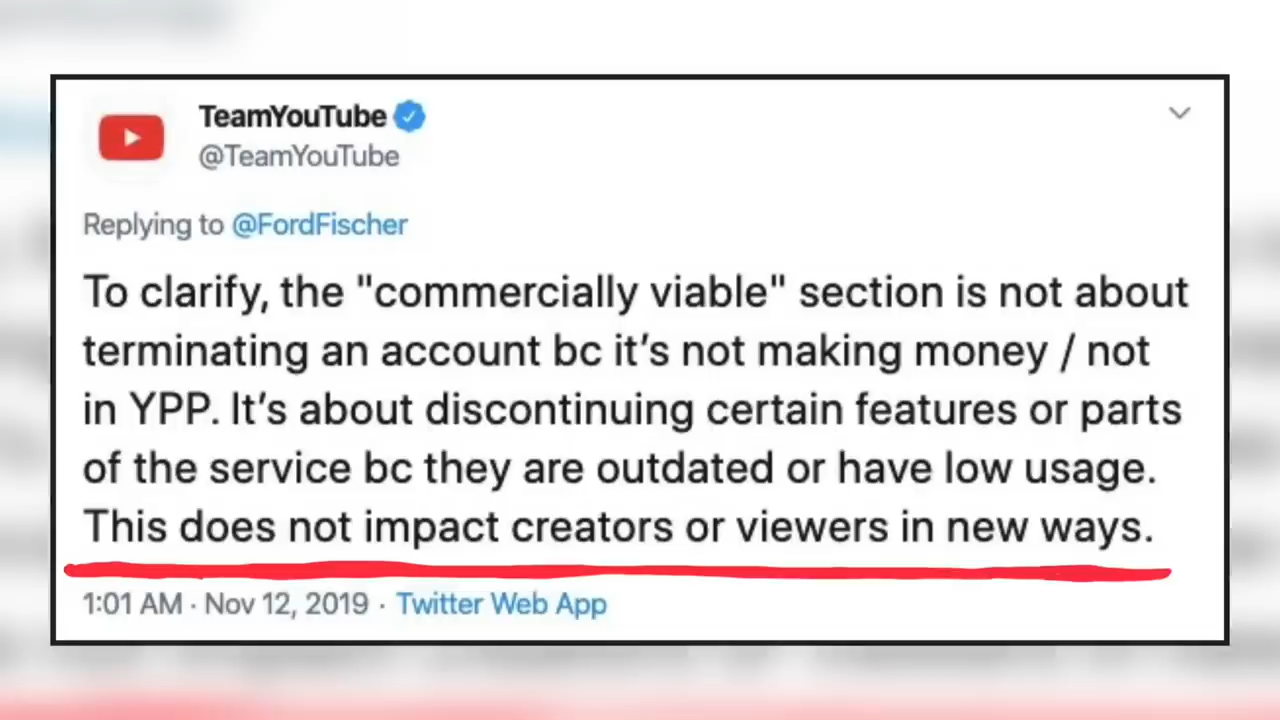 TeamYouTube
@TeamYouTube
Replying to @FordFischer
To clarify, the "commercially viable" section is not about
terminating an account bc it’s not making money / not
in YPP. It’s about discontinuing certain features or parts
of the service bc they are outdated or have low usage.
This does not impact creators or viewers in new ways.
1:01 AM · Nov 12, 2019 · Twitter Web App